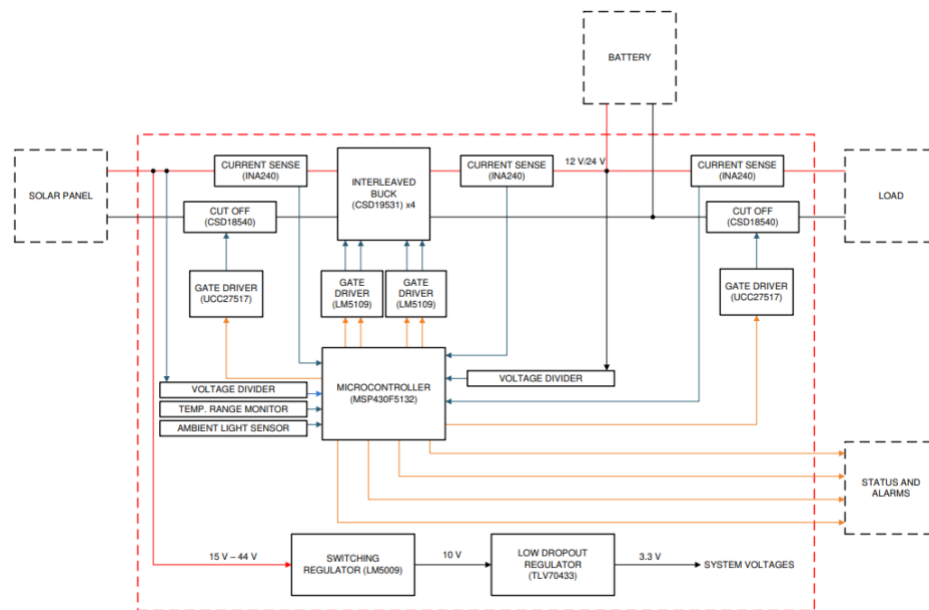 BATTERY
SOLAR PANEL
CURRENT SENSE
(INA240)
INTERLEAVED
BUCK
(CSD19531) x4
CURRENT SENSE
(INA240)
12 V/24 V
CURRENT SENSE
(INA240)
LOAD
CUT OFF
(CSD18540)
CUT OFF
(CSD18540)
GATE DRIVER
(UCC27517)
GATE
DRIVER
(LM5109)
GATE
DRIVER
(LM5109)
GATE DRIVER
(UCC27517)
MICROCONTROLLER
(MSP430F5132)
VOLTAGE DIVIDER
VOLTAGE DIVIDER
TEMP. RANGE MONITOR
AMBIENT LIGHT SENSOR
STATUS AND
ALARMS
15 V – 44 V
SWITCHING
REGULATOR (LM5009)
10 V
LOW DROPOUT
REGULATOR
(TLV70433)
3.3 V
SYSTEM VOLTAGES